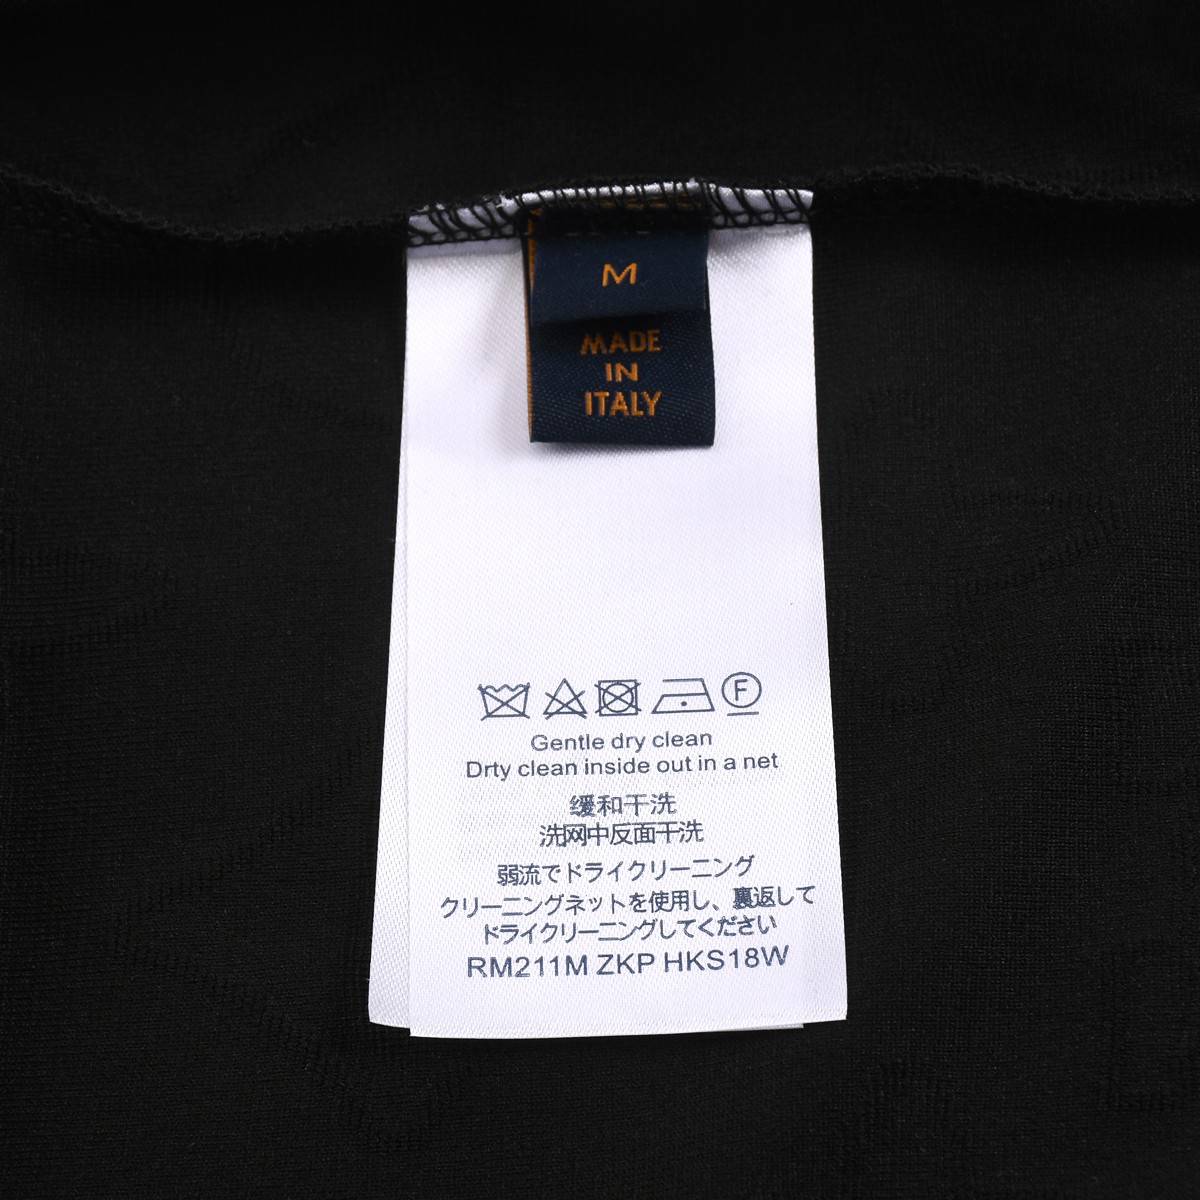 M
MADE
IN
ITALY
F
Gentle dry clean
Drty clean inside out in a net
缓和干洗
洗网中反面干洗
弱流でドライクリーニング
クリーニングネットを使用し、裏返して
ドライクリーニングしてください
RM211M ZKP HKS18W